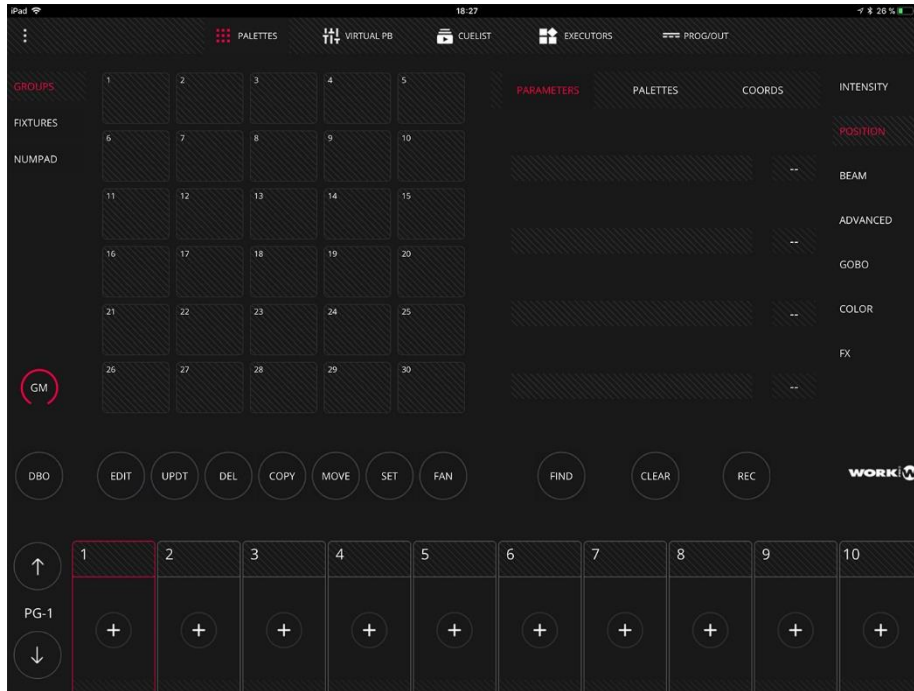 iPad 18:27 26 %
PALETTES VIRTUAL PB CUELIST EXECUTORS PROG/OUT
GROUPS
FIXTURES
NUMPAD
1 2 3 4 5
6 7 8 9 10
11 12 13 14 15
16 17 18 19 20
21 22 23 24 25
26 27 28 29 30
PARAMETERS PALETTES COORDS
--
--
--
--
INTENSITY
POSITION
BEAM
ADVANCED
GOBO
COLOR
FX
GM
DBO EDIT UPDT DEL COPY MOVE SET FAN FIND CLEAR REC
WORK
1 2 3 4 5 6 7 8 9 10
PG-1
+ + + + + + + + + +